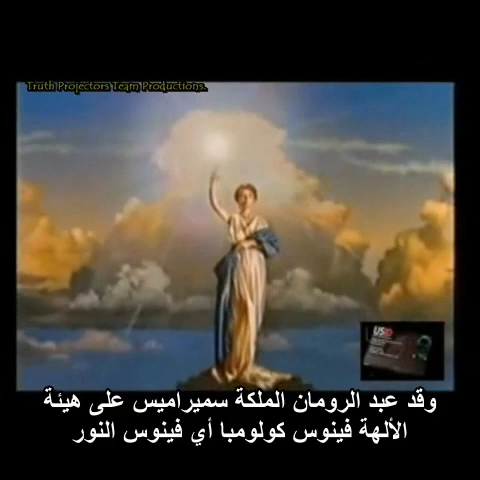 Truth Projectors Team Productions.
وقد عبد الرومان الملكة سميراميس على هيئة
الألهة فينوس كولومبا أي فينوس النور